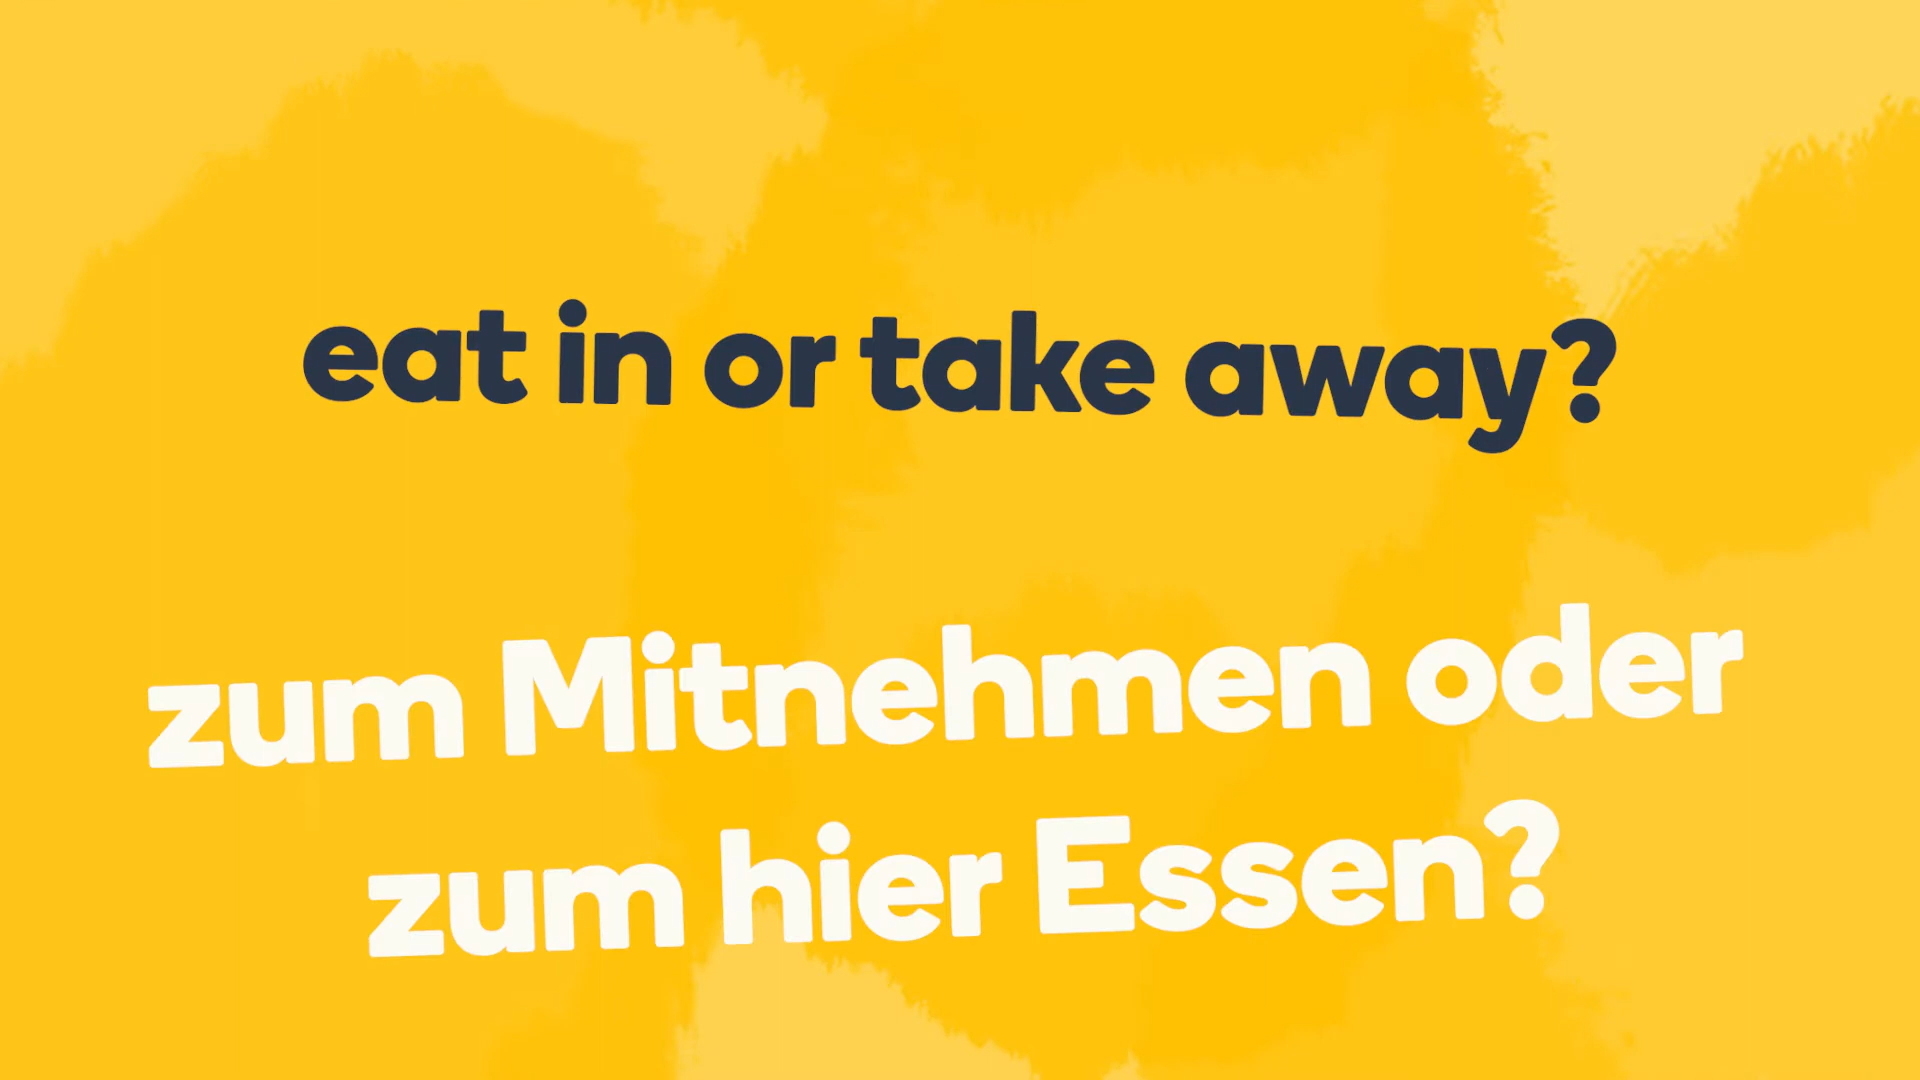 eat in or take away?
zum Mitnehmen oder
zum hier Essen?